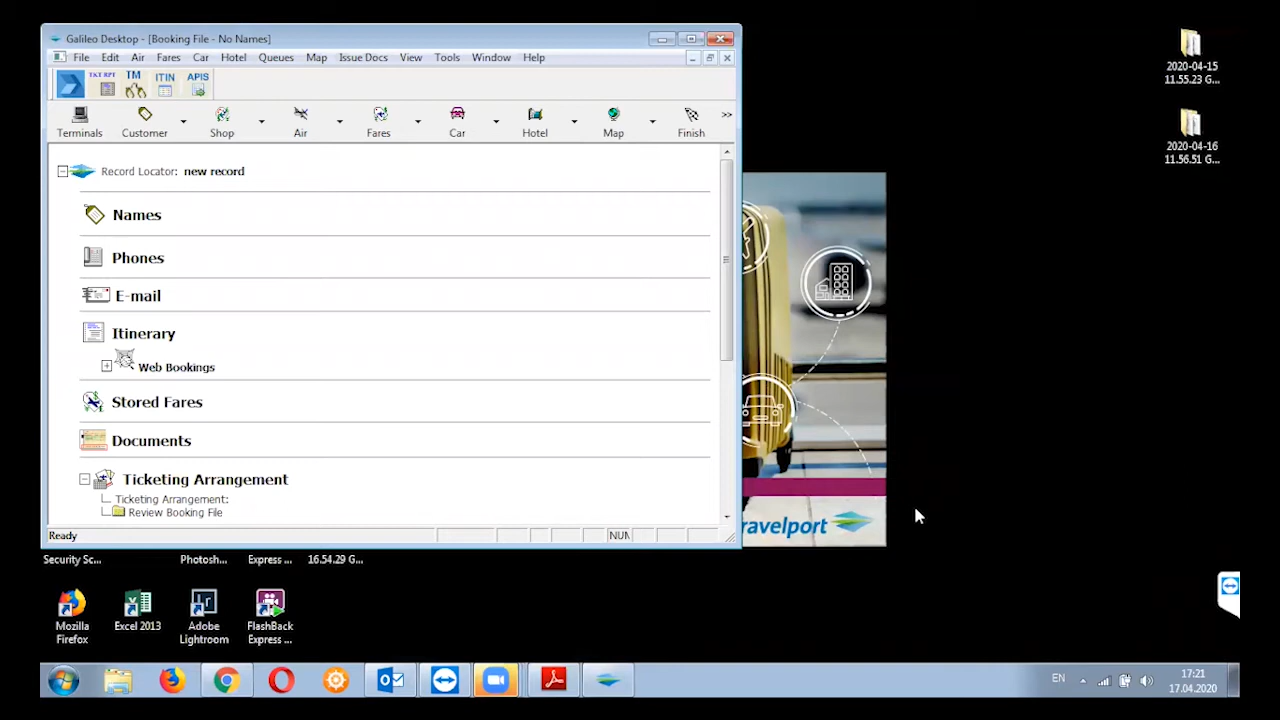 Galileo Desktop - [Booking File - No Names]
File Edit Air Fares Car Hotel Queues Map Issue Docs View Tools Window Help
TKT RPT TM ITIN APIS
Terminals Customer Shop Air Fares Car Hotel Map Finish
Record Locator: new record
Names
Phones
E-mail
Itinerary
Web Bookings
Stored Fares
Documents
Ticketing Arrangement
Ticketing Arrangement:
Review Booking File
Ready NUM
ravelport
2020-04-15
11.55.23 G...
2020-04-16
11.56.51 G...
Security Sc... Photosh... Express ... 16.54.29 G...
Mozilla
Firefox
Excel 2013
Adobe
Lightroom
FlashBack
Express ...
EN
17:21
17.04.2020